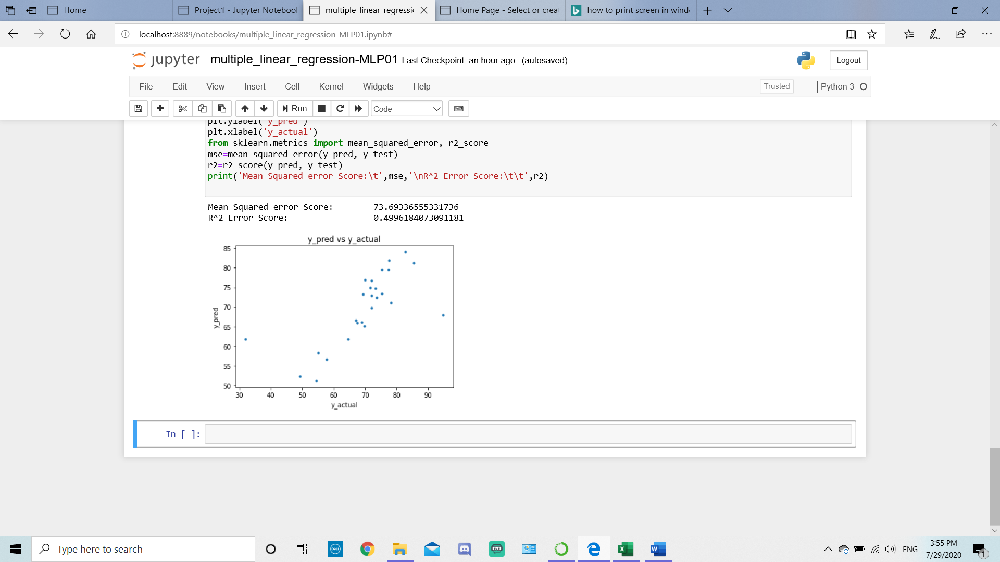 Home
Project1 - Jupyter Notebool
multiple_linear_regressi
Home Page - Select or creat
how to print screen in wind
localhost:8889/notebooks/multiple_linear_regression-MLP01.ipynb#
jupyter multiple_linear_regression-MLP01 Last Checkpoint: an hour ago (autosaved)
Logout
File Edit View Insert Cell Kernel Widgets Help
Trusted
Python 3
Run
Code
plt.ylabel('y_pred')
plt.xlabel('y_actual')
from sklearn.metrics import mean_squared_error, r2_score
mse=mean_squared_error(y_pred, y_test)
r2=r2_score(y_pred, y_test)
print('Mean Squared error Score:\t',mse,'\nR^2 Error Score:\t\t',r2)
Mean Squared error Score: 73.69336555331736
R^2 Error Score: 0.4996184073091181
y_pred vs y_actual
85
80
75
70
65
60
55
50
y_pred
30 40 50 60 70 80 90
y_actual
In [ ]:
Type here to search
DELL
ENG
3:55 PM
7/29/2020
1